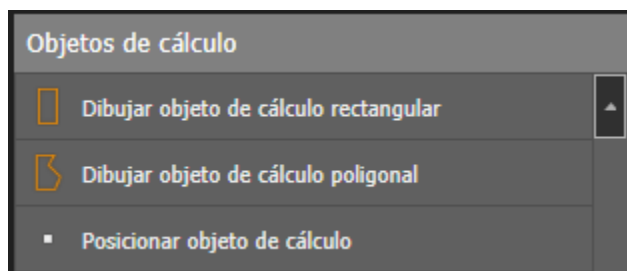 Objetos de cálculo
Dibujar objeto de cálculo rectangular
Dibujar objeto de cálculo poligonal
Posicionar objeto de cálculo